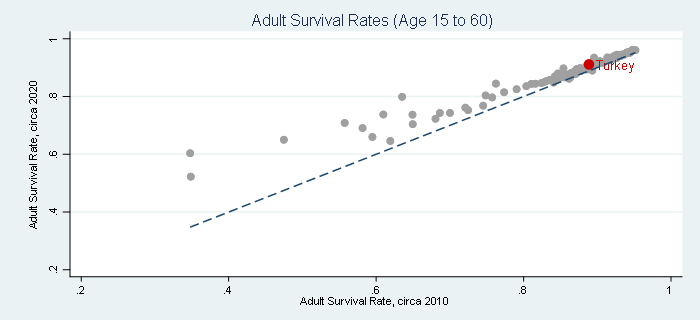 Adult Survival Rates (Age 15 to 60)
Adult Survival Rate, circa 2020
1
.8
.6
.4
.2
Turkey
.2 .4 .6 .8 1
Adult Survival Rate, circa 2010